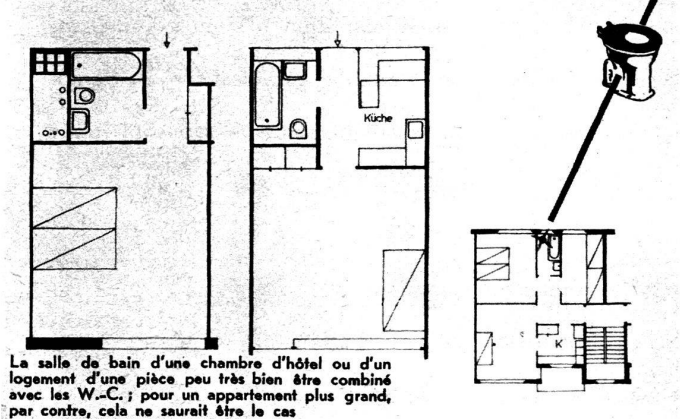 Küche
K
La salle de bain d'une chambre d'hôtel ou d'un
logement d'une pièce peu très bien être combiné
avec les W.-C. ; pour un appartement plus grand,
par contre, cela ne saurait être le cas